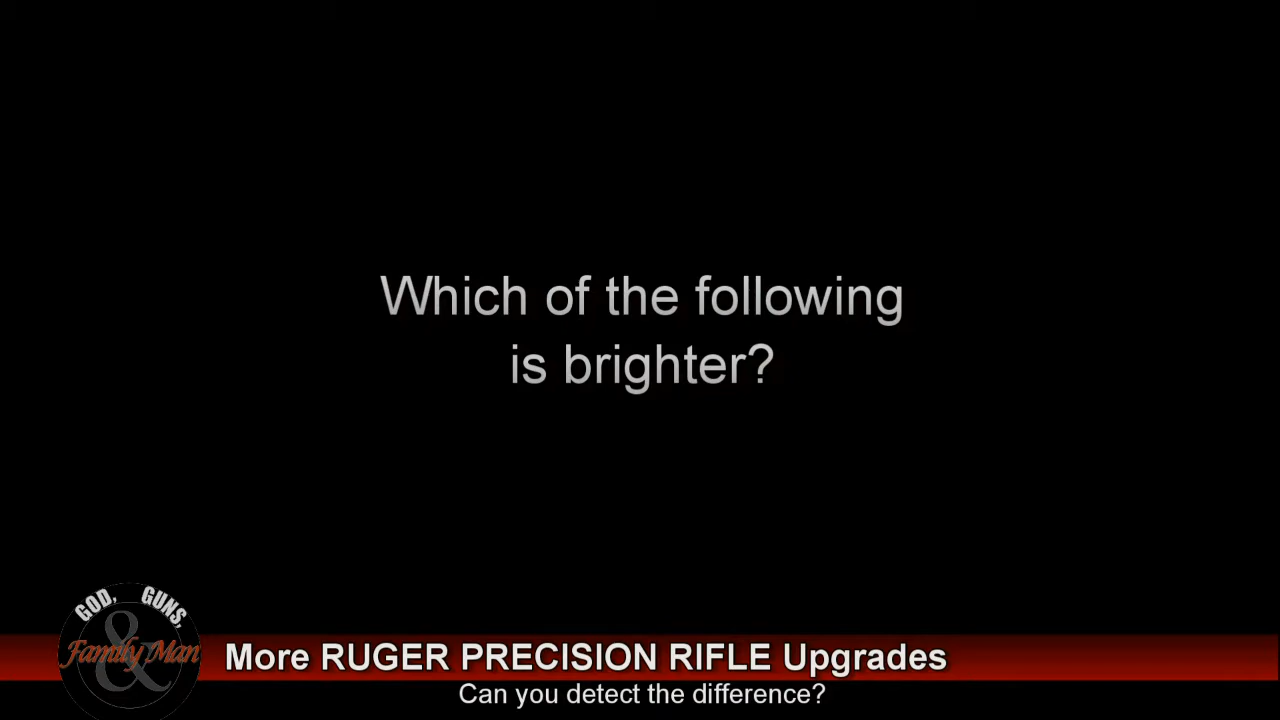 Which of the following
is brighter?
GOD, GUNS,
&
Family Man
More RUGER PRECISION RIFLE Upgrades
Can you detect the difference?